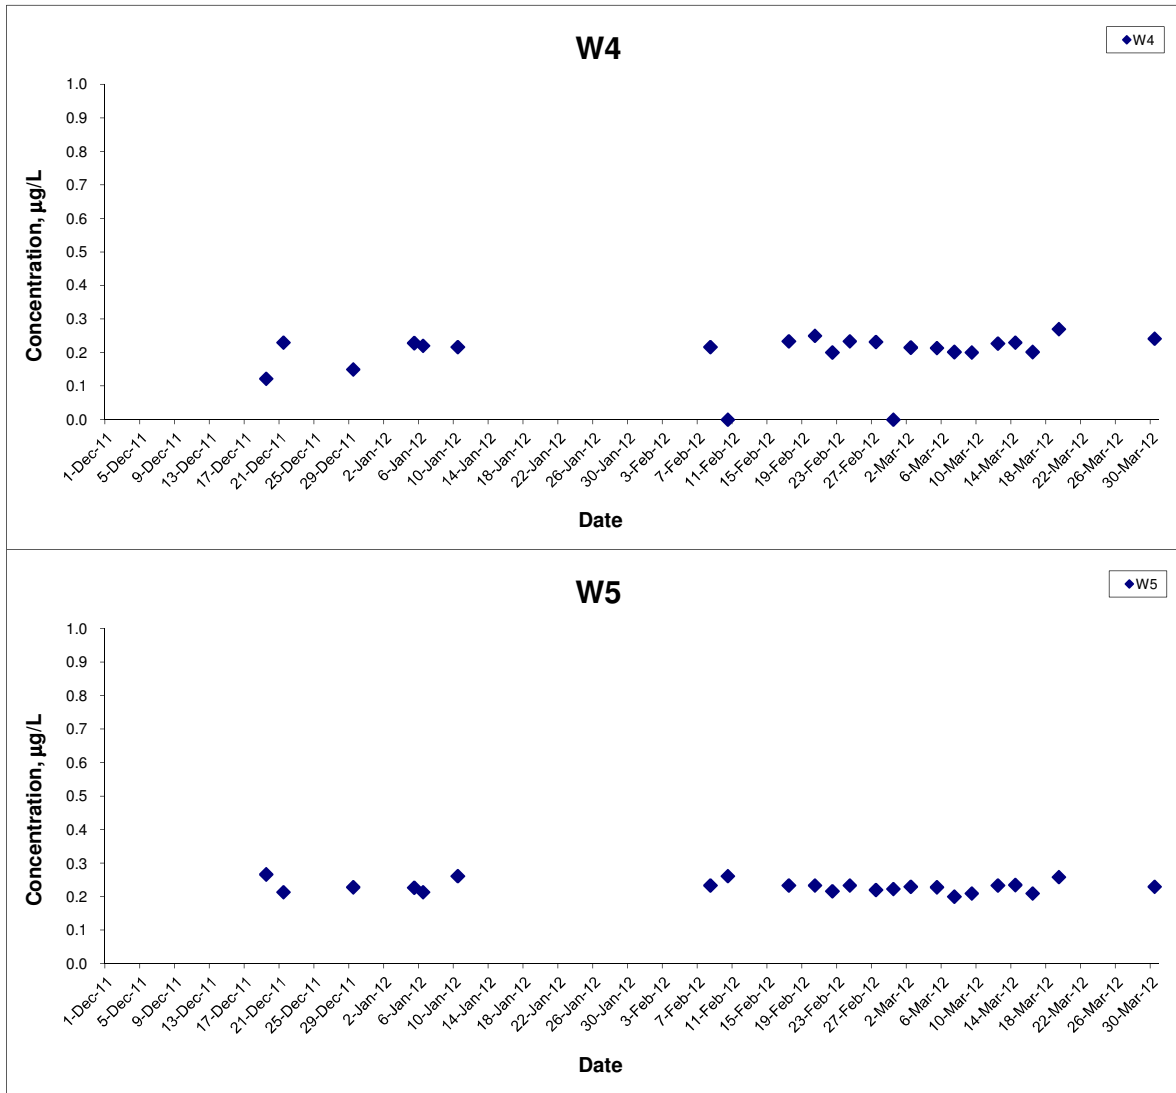 W4
W4
1.0
0.9
0.8
0.7
0.6
0.5
0.4
0.3
0.2
0.1
0.0
Concentration, µg/L
1-Dec-11
5-Dec-11
9-Dec-11
13-Dec-11
17-Dec-11
21-Dec-11
25-Dec-11
29-Dec-11
2-Jan-12
6-Jan-12
10-Jan-12
14-Jan-12
18-Jan-12
22-Jan-12
26-Jan-12
30-Jan-12
3-Feb-12
7-Feb-12
11-Feb-12
15-Feb-12
19-Feb-12
23-Feb-12
27-Feb-12
2-Mar-12
6-Mar-12
10-Mar-12
14-Mar-12
18-Mar-12
22-Mar-12
26-Mar-12
30-Mar-12
Date
W5
W5
1.0
0.9
0.8
0.7
0.6
0.5
0.4
0.3
0.2
0.1
0.0
Concentration, µg/L
1-Dec-11
5-Dec-11
9-Dec-11
13-Dec-11
17-Dec-11
21-Dec-11
25-Dec-11
29-Dec-11
2-Jan-12
6-Jan-12
10-Jan-12
14-Jan-12
18-Jan-12
22-Jan-12
26-Jan-12
30-Jan-12
3-Feb-12
7-Feb-12
11-Feb-12
15-Feb-12
19-Feb-12
23-Feb-12
27-Feb-12
2-Mar-12
6-Mar-12
10-Mar-12
14-Mar-12
18-Mar-12
22-Mar-12
26-Mar-12
30-Mar-12
Date